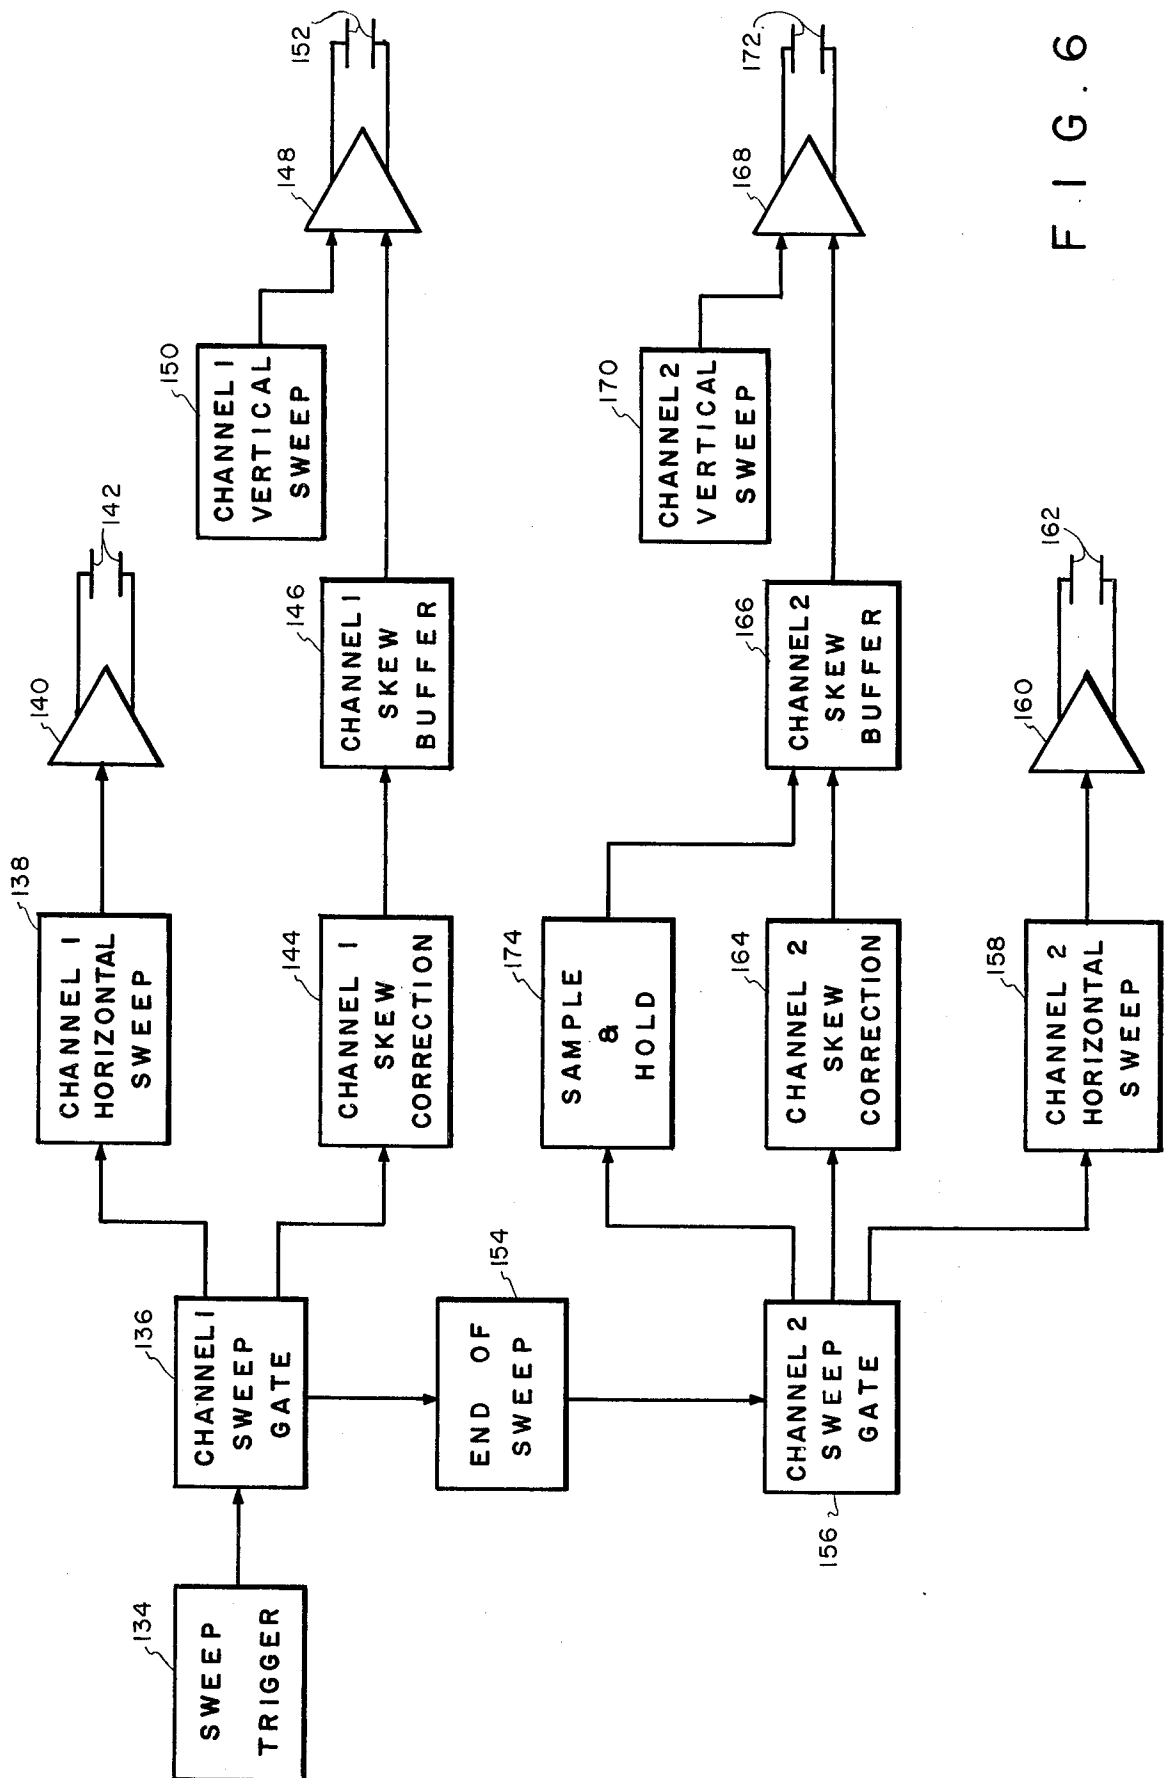 134
SWEEP
TRIGGER
136
CHANNEL 1
SWEEP
GATE
138
CHANNEL 1
HORIZONTAL
SWEEP
140
142
144
CHANNEL 1
SKEW
CORRECTION
146
CHANNEL 1
SKEW
BUFFER
150
CHANNEL 1
VERTICAL
SWEEP
148
152
154
END OF
SWEEP
156
CHANNEL 2
SWEEP
GATE
174
SAMPLE
&
HOLD
164
CHANNEL 2
SKEW
CORRECTION
166
CHANNEL 2
SKEW
BUFFER
170
CHANNEL 2
VERTICAL
SWEEP
168
172
158
CHANNEL 2
HORIZONTAL
SWEEP
160
162
FIG. 6